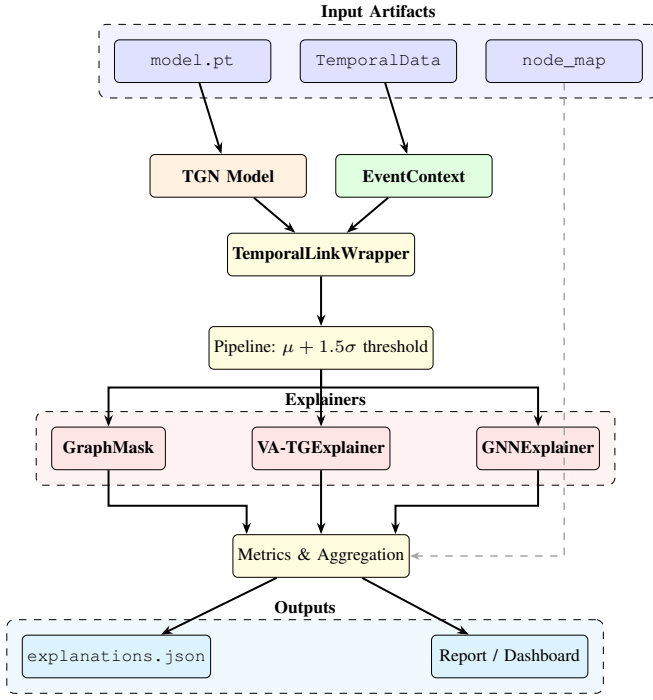 Input Artifacts
model.pt
TemporalData
node_map
TGN Model
EventContext
TemporalLinkWrapper
Pipeline: μ + 1.5σ threshold
Explainers
GraphMask
VA-TGExplainer
GNNExplainer
Metrics & Aggregation
Outputs
explanations.json
Report / Dashboard